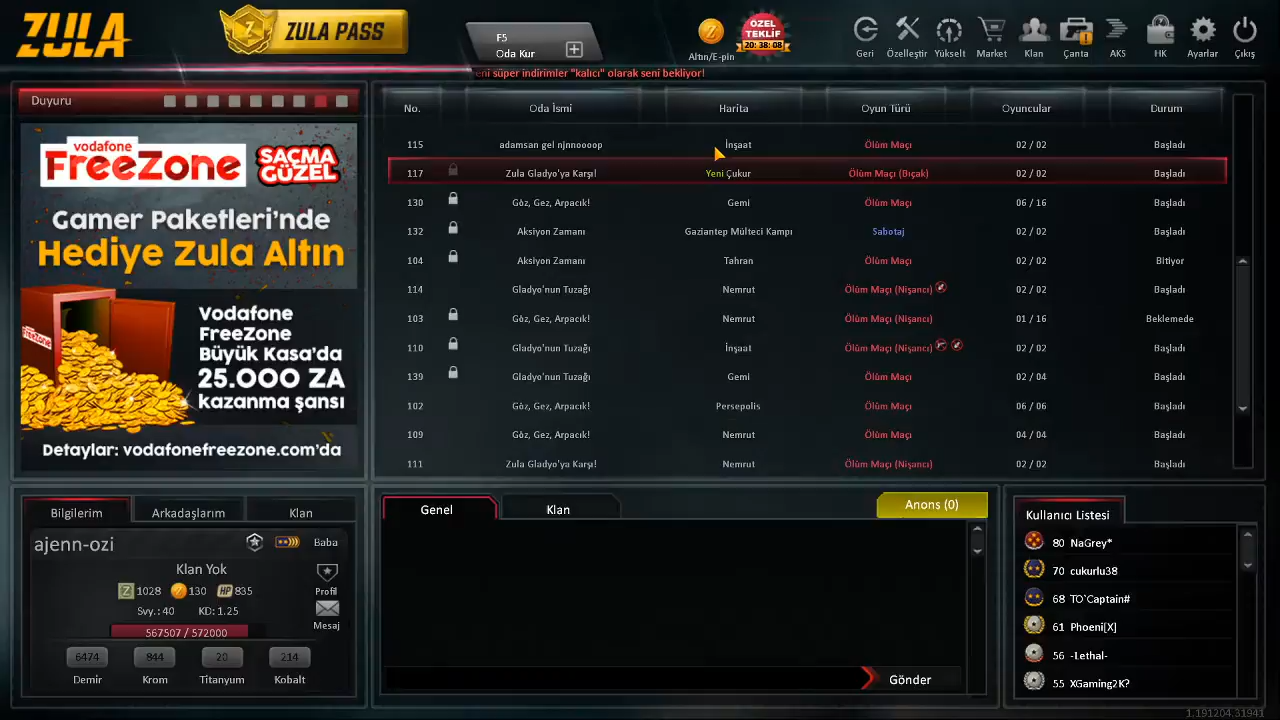 ZULA
ZULA PASS
F5
Oda Kur
Altın/E-pin
ÖZEL
TEKLİF
20:38:08
Geri
Özelleştir
Yükselt
Market
Klan
Çanta
AKS
HK
Ayarlar
Çıkış
eni süper indirimler "kalıcı" olarak seni bekliyor!
Duyuru
vodafone
FreeZone
SAÇMA
GÜZEL
Gamer Paketleri'nde
Hediye Zula Altın
FreeZone
Vodafone
FreeZone
Büyük Kasa'da
25.000 ZA
kazanma şansı
Detaylar: vodafonefreezone.com'da
No. Oda İsmi Harita Oyun Türü Oyuncular Durum
115 adamsan gel njnnoooop İnşaat Ölüm Maçı 02 / 02 Başladı
117 Zula Gladyo'ya Karşı! Yeni Çukur Ölüm Maçı (Bıçak) 02 / 02 Başladı
130 Göz, Gez, Arpacık! Gemi Ölüm Maçı 06 / 16 Başladı
132 Aksiyon Zamanı Gaziantep Mülteci Kampı Sabotaj 02 / 02 Başladı
104 Aksiyon Zamanı Tahran Ölüm Maçı 02 / 02 Bitiyor
114 Gladyo'nun Tuzağı Nemrut Ölüm Maçı (Nişancı) 02 / 02 Başladı
103 Göz, Gez, Arpacık! Nemrut Ölüm Maçı (Nişancı) 01 / 16 Beklemede
110 Gladyo'nun Tuzağı İnşaat Ölüm Maçı (Nişancı) 02 / 02 Başladı
139 Gladyo'nun Tuzağı Gemi Ölüm Maçı 02 / 04 Başladı
102 Göz, Gez, Arpacık! Persepolis Ölüm Maçı 06 / 06 Başladı
109 Göz, Gez, Arpacık! Nemrut Ölüm Maçı 04 / 04 Başladı
111 Zula Gladyo'ya Karşı! Nemrut Ölüm Maçı (Nişancı) 02 / 02 Başladı
Bilgilerim Arkadaşlarım Klan
ajenn-ozi Baba
Klan Yok
1028 130 HP 835
Profil
Svy.: 40 KD: 1.25
Mesaj
567507 / 572000
6474 844 20 214
Demir Krom Titanyum Kobalt
Genel Klan Anons (0)
Gönder
Kullanıcı Listesi
80 NaGrey*
70 cukurlu38
68 TO`Captain#
61 Phoeni[X]
56 -Lethal-
55 XGaming2K?
1.191204.31941